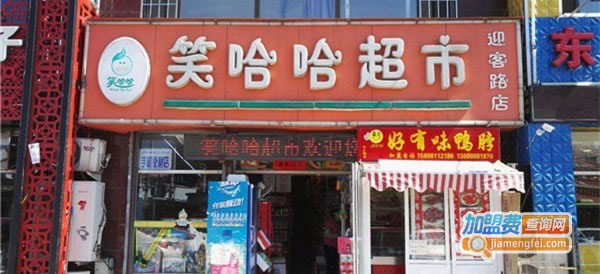 笑哈哈
笑哈哈超市
迎客路店
笑哈哈超市欢迎您
好有味鸭脖
东
加盟费查询网
jiamengfei.com